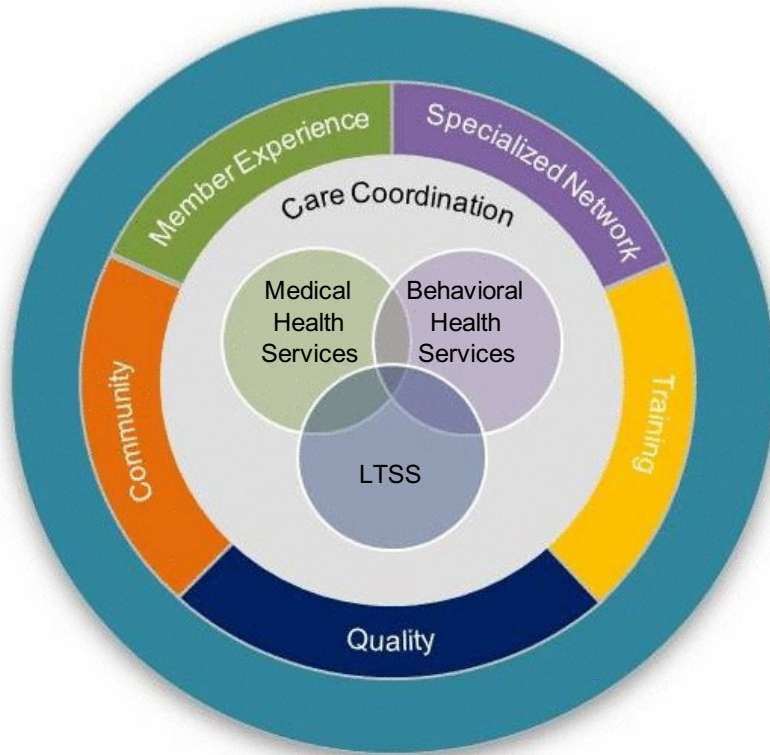 Member Experience
Specialized Network
Care Coordination
Medical
Health
Services
Behavioral
Health
Services
LTSS
Community
Training
Quality